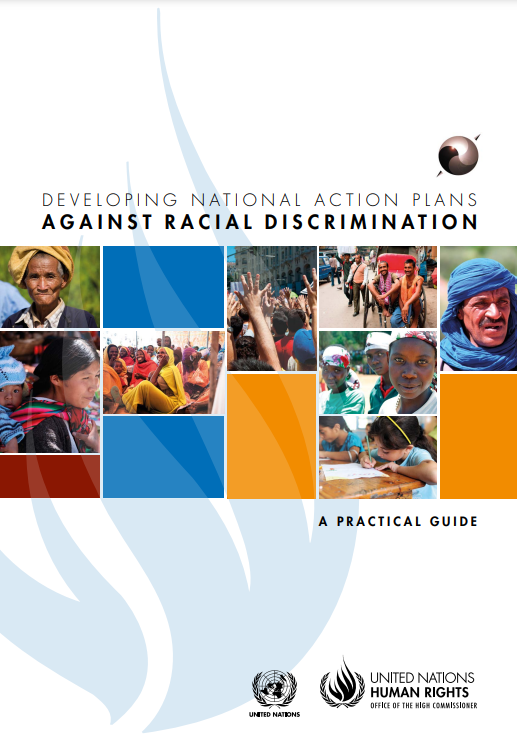 DEVELOPING NATIONAL ACTION PLANS
AGAINST RACIAL DISCRIMINATION
A PRACTICAL GUIDE
UNITED NATIONS
UNITED NATIONS
HUMAN RIGHTS
OFFICE OF THE HIGH COMMISSIONER